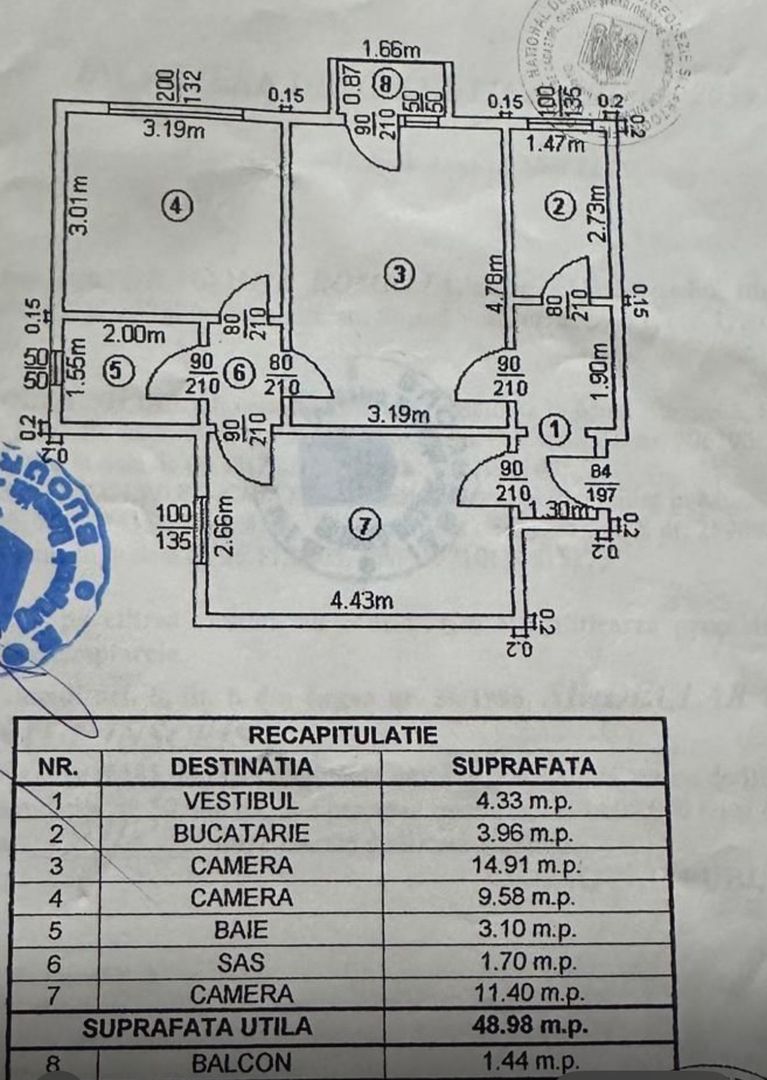 1.66m
0.87
8
200
132
0.15
3.19m
90
210
50
50
0.15
100
135
0.2
0.2
1.47m
3.01m
4
2
2.73m
3
4.78m
0.15
80
210
80
210
0.15
2.00m
50
50
1.55m
5
90
210
6
80
210
90
210
1.90m
0.2
0.2
90
210
3.19m
1
90
210
84
197
1.30m
100
135
2.66m
7
0.2
0.2
4.43m
0.2
0.2
RECAPITULATIE
NR. DESTINATIA SUPRAFATA
1 VESTIBUL 4.33 m.p.
2 BUCATARIE 3.96 m.p.
3 CAMERA 14.91 m.p.
4 CAMERA 9.58 m.p.
5 BAIE 3.10 m.p.
6 SAS 1.70 m.p.
7 CAMERA 11.40 m.p.
SUPRAFATA UTILA 48.98 m.p.
8 BALCON 1.44 m.p.